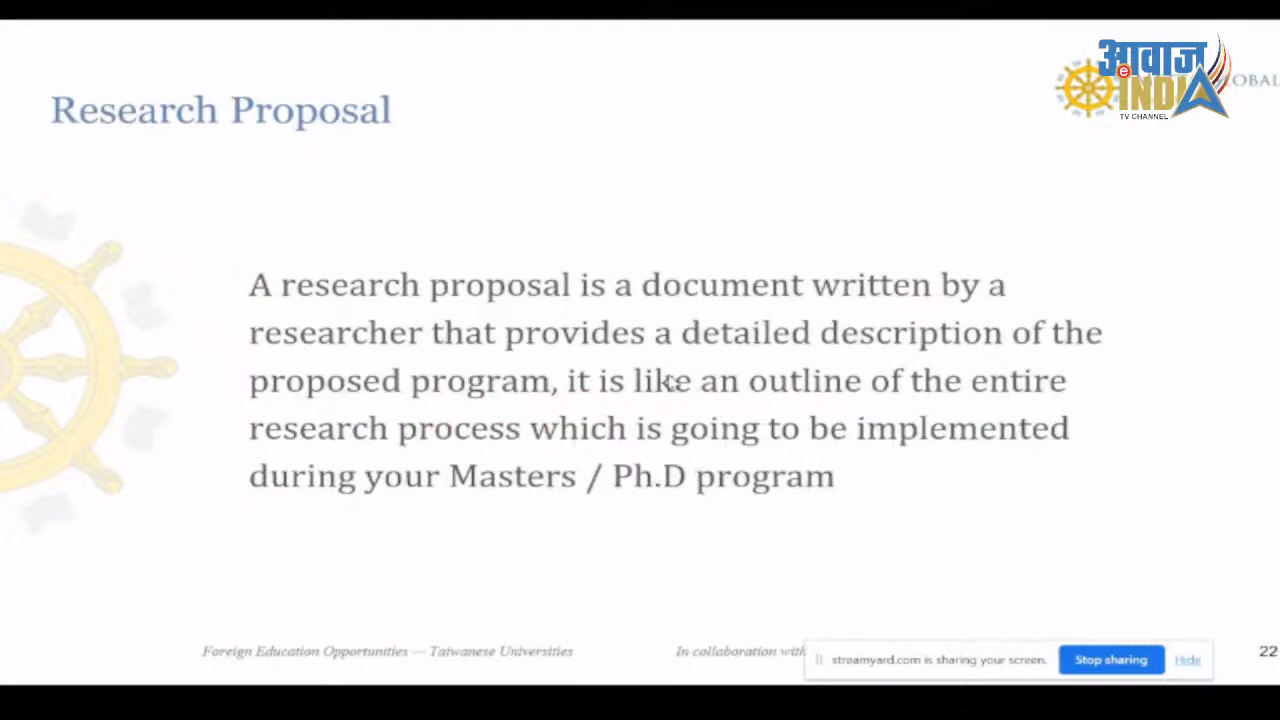 Research Proposal
आवाज
e
INDIA
TV CHANNEL
A research proposal is a document written by a
researcher that provides a detailed description of the
proposed program, it is like an outline of the entire
research process which is going to be implemented
during your Masters / Ph.D program
Foreign Education Opportunities — Taiwanese Universities
In collaboration with
streamyard.com is sharing your screen.
Stop sharing
Hide
22